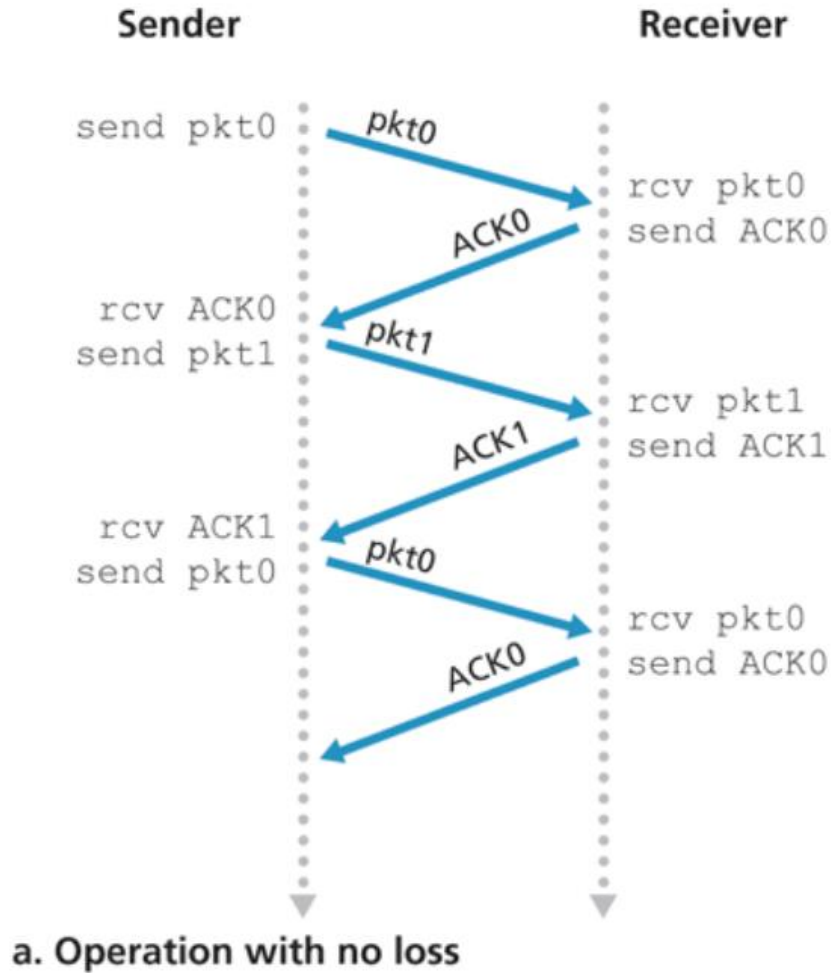 Sender
Receiver
send pkt0
pkt0
rcv pkt0
send ACK0
ACK0
rcv ACK0
send pkt1
pkt1
rcv pkt1
send ACK1
ACK1
rcv ACK1
send pkt0
pkt0
rcv pkt0
send ACK0
ACK0
a. Operation with no loss